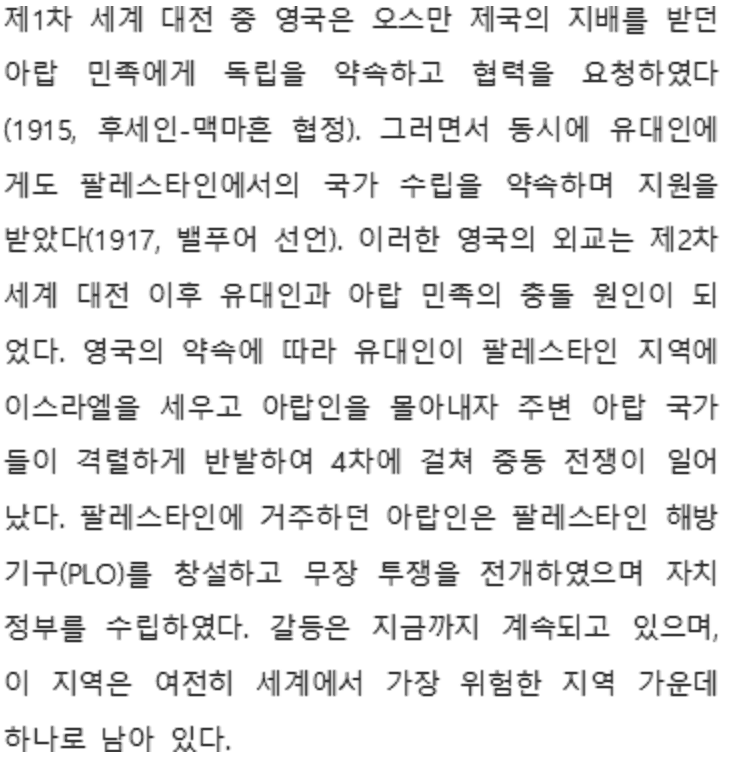 제1차 세계 대전 중 영국은 오스만 제국의 지배를 받던
아랍 민족에게 독립을 약속하고 협력을 요청하였다
(1915, 후세인-맥마흔 협정). 그러면서 동시에 유대인에
게도 팔레스타인에서의 국가 수립을 약속하며 지원을
받았다(1917, 밸푸어 선언). 이러한 영국의 외교는 제2차
세계 대전 이후 유대인과 아랍 민족의 충돌 원인이 되
었다. 영국의 약속에 따라 유대인이 팔레스타인 지역에
이스라엘을 세우고 아랍인을 몰아내자 주변 아랍 국가
들이 격렬하게 반발하여 4차에 걸쳐 중동 전쟁이 일어
났다. 팔레스타인에 거주하던 아랍인은 팔레스타인 해방
기구(PLO)를 창설하고 무장 투쟁을 전개하였으며 자치
정부를 수립하였다. 갈등은 지금까지 계속되고 있으며,
이 지역은 여전히 세계에서 가장 위험한 지역 가운데
하나로 남아 있다.